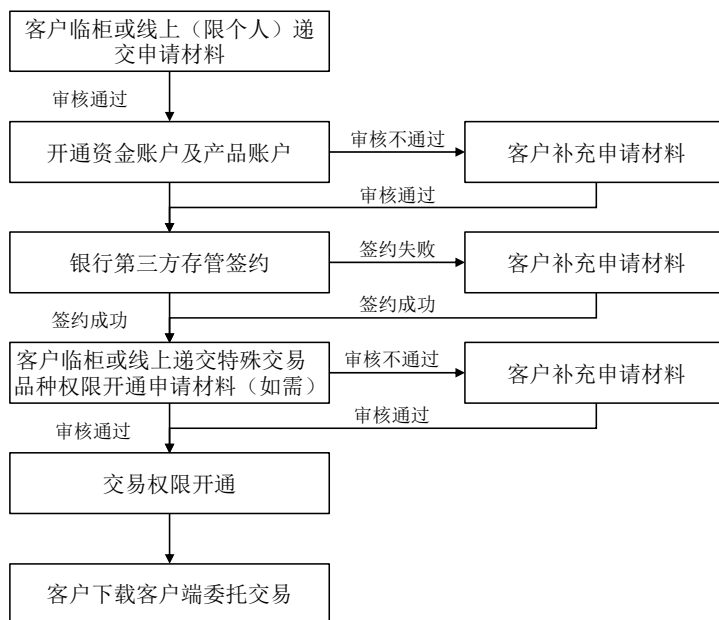 客户临柜或线上（限个人）递
交申请材料
审核通过
开通资金账户及产品账户
审核不通过
客户补充申请材料
审核通过
银行第三方存管签约
签约失败
客户补充申请材料
签约成功
签约成功
客户临柜或线上递交特殊交易
品种权限开通申请材料（如需）
审核不通过
客户补充申请材料
审核通过
审核通过
交易权限开通
客户下载客户端委托交易